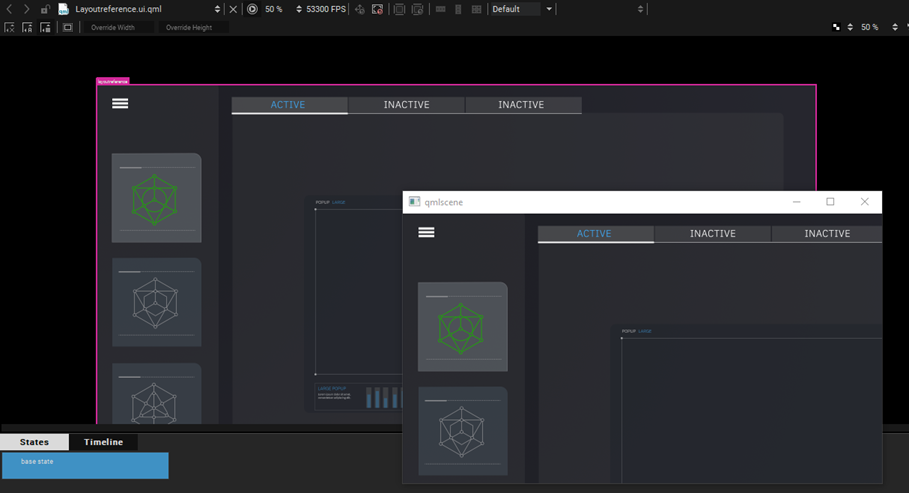 Layoutreference.ui.qml
50 %
53300 FPS
Default
Override Width
Override Height
50 %
layoutreference
ACTIVE
INACTIVE
INACTIVE
POPUP LARGE
LARGE POPUP
qmlscene
ACTIVE
INACTIVE
INACTIVE
POPUP LARGE
States
Timeline
base state